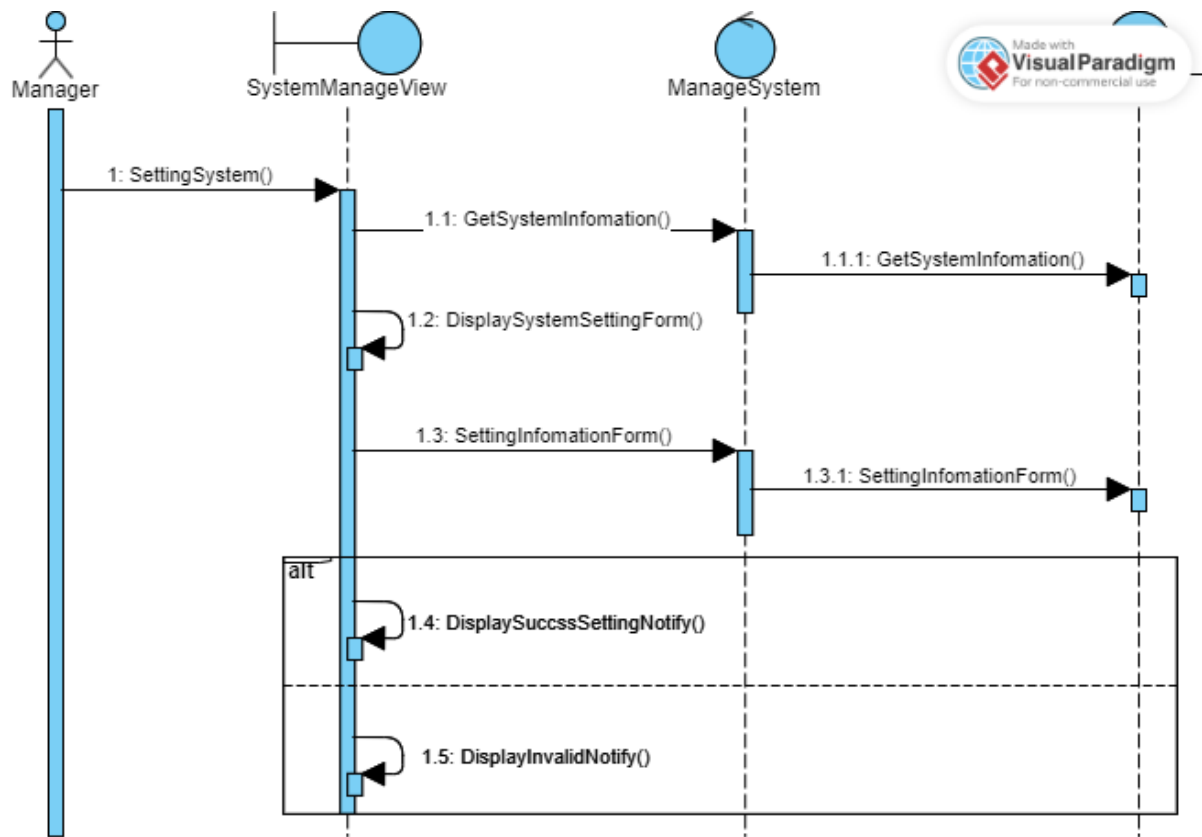 Made with
Visual Paradigm
For non-commercial use
Manager
SystemManageView
ManageSystem
1: SettingSystem()
1.1: GetSystemInfomation()
1.1.1: GetSystemInfomation()
1.2: DisplaySystemSettingForm()
1.3: SettingInfomationForm()
1.3.1: SettingInfomationForm()
alt
1.4: DisplaySuccssSettingNotify()
1.5: DisplayInvalidNotify()